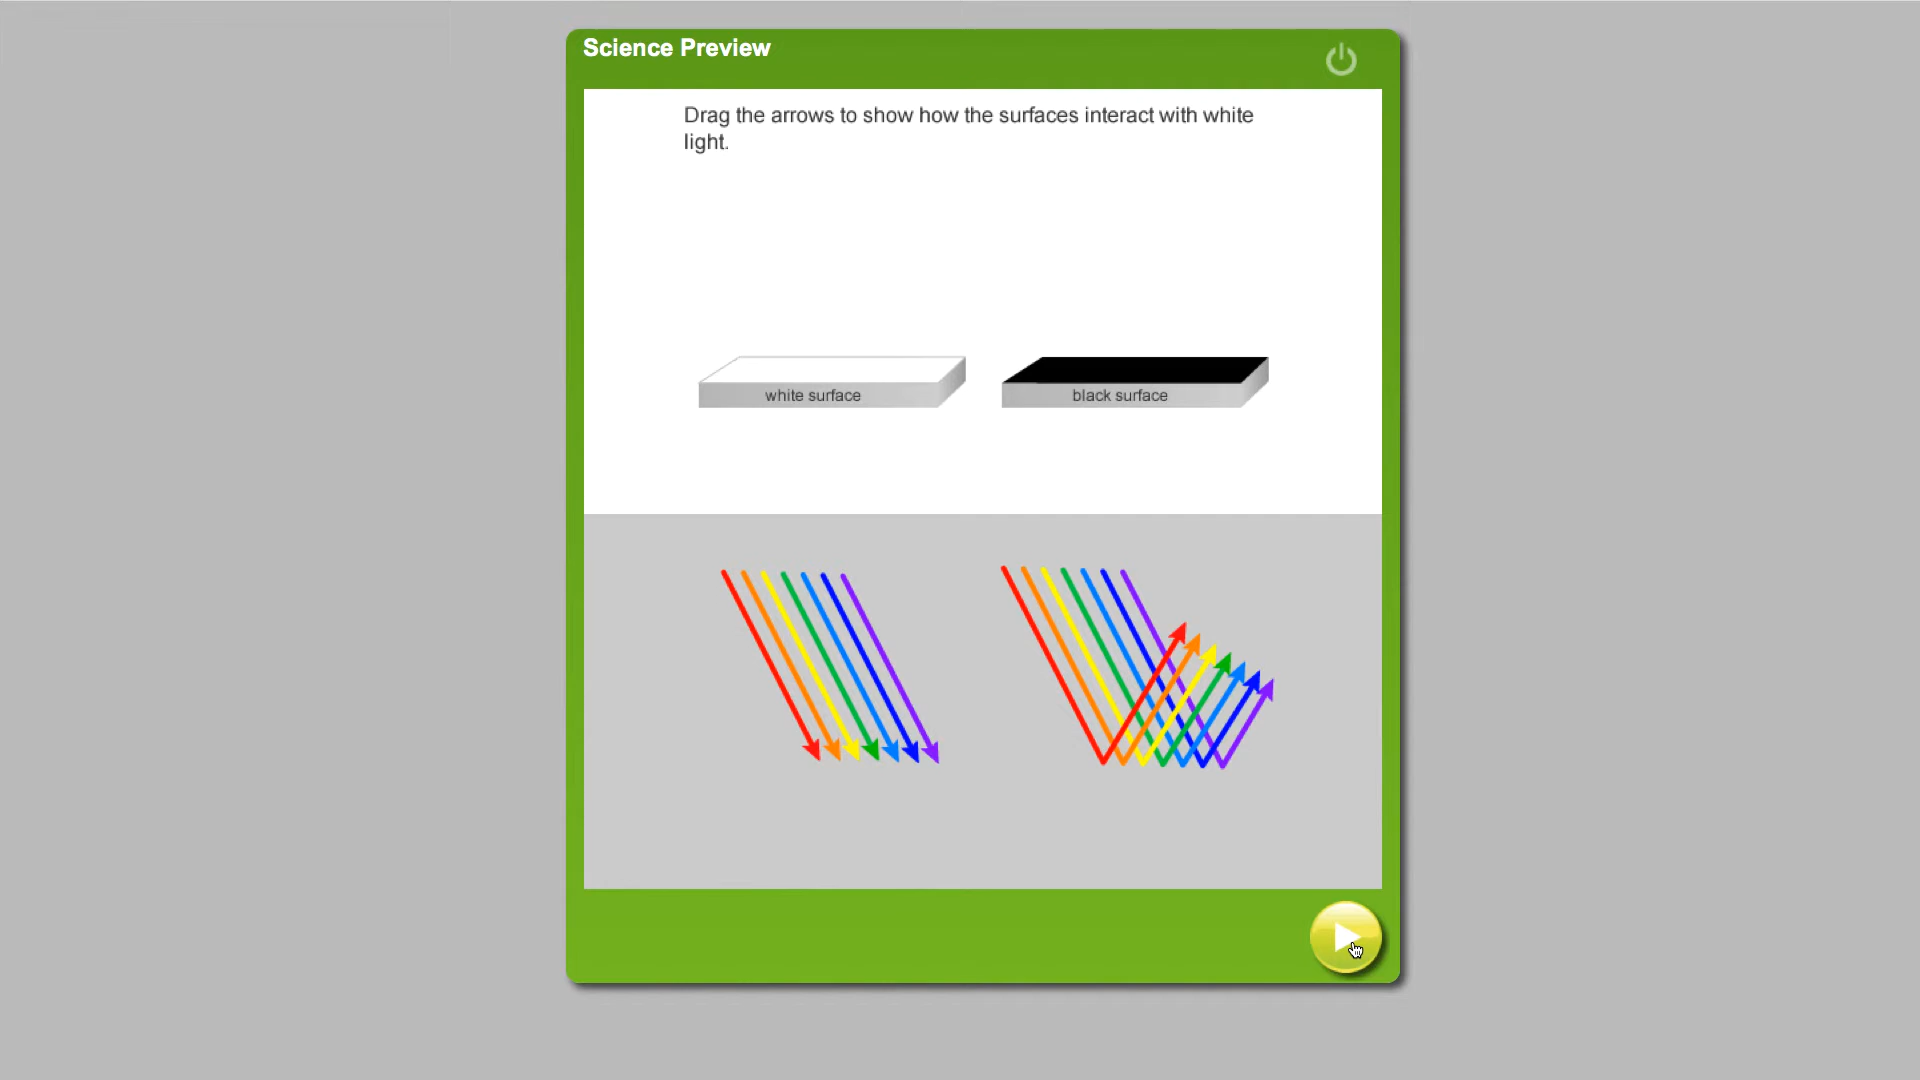 Science Preview
Drag the arrows to show how the surfaces interact with white
light.
white surface
black surface